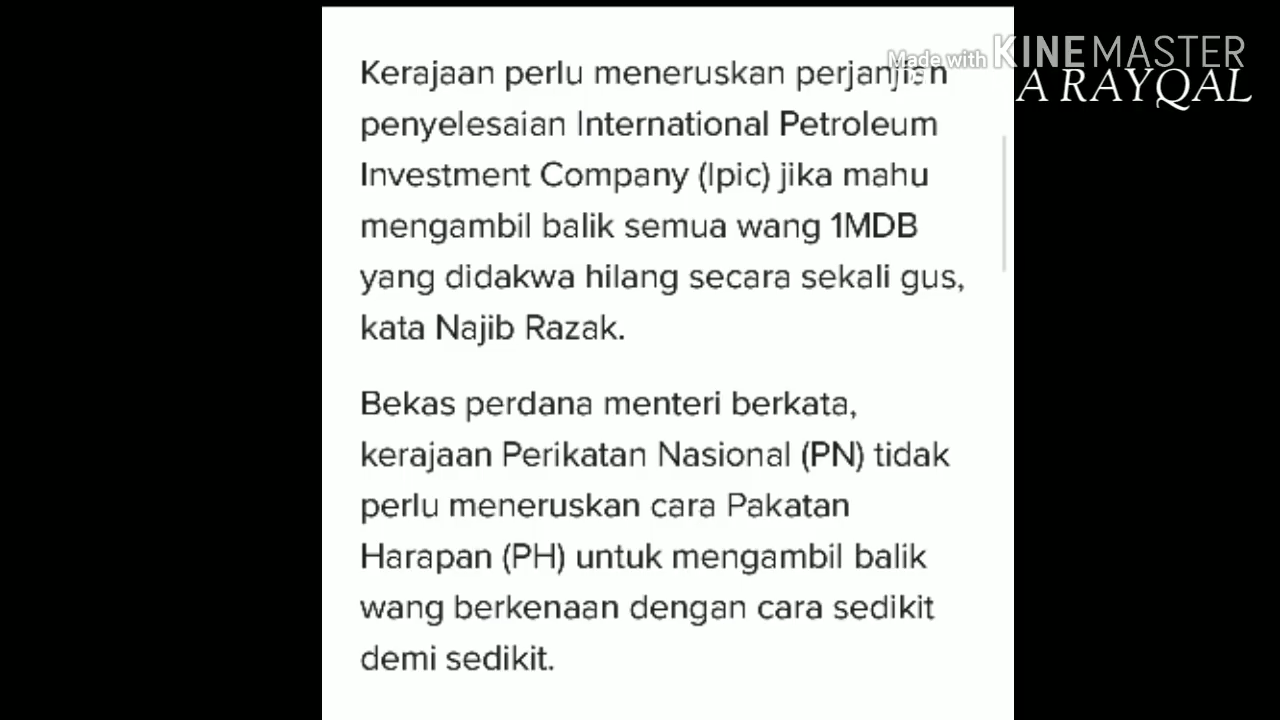 Made with KINEMASTER
A RAYQAL
Kerajaan perlu meneruskan perjanjian
penyelesaian International Petroleum
Investment Company (Ipic) jika mahu
mengambil balik semua wang 1MDB
yang didakwa hilang secara sekali gus,
kata Najib Razak.
Bekas perdana menteri berkata,
kerajaan Perikatan Nasional (PN) tidak
perlu meneruskan cara Pakatan
Harapan (PH) untuk mengambil balik
wang berkenaan dengan cara sedikit
demi sedikit.